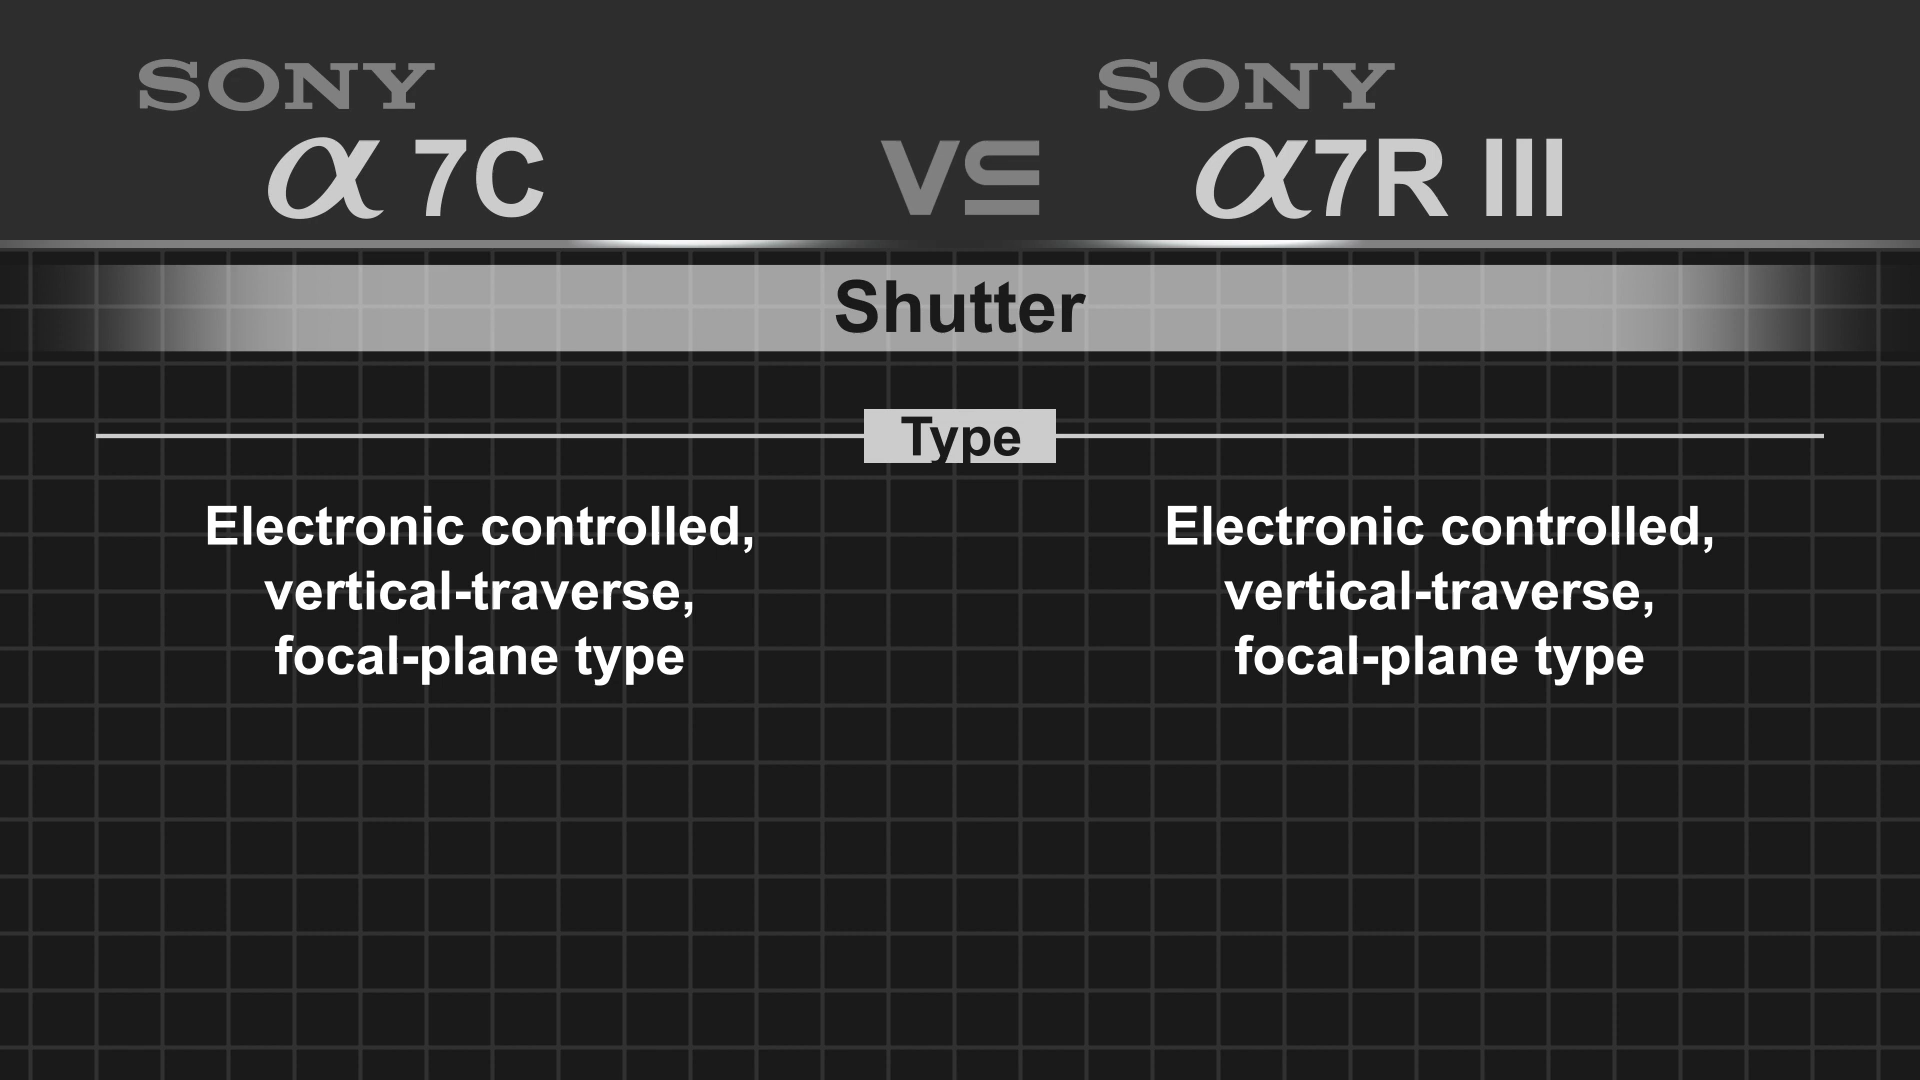 SONY
α 7C
VS
SONY
α7R III
Shutter
Type
Electronic controlled,
vertical-traverse,
focal-plane type
Electronic controlled,
vertical-traverse,
focal-plane type